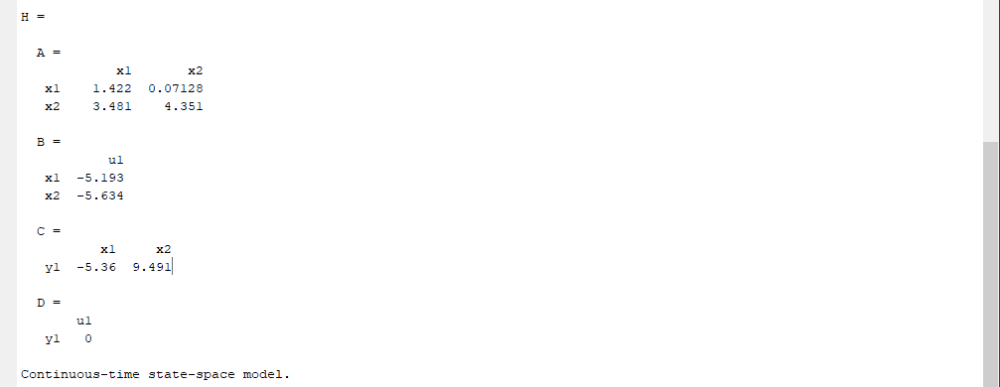 H =
A =
x1 x2
x1 1.422 0.07128
x2 3.481 4.351
B =
u1
x1 -5.193
x2 -5.634
C =
x1 x2
y1 -5.36 9.491
D =
u1
y1 0
Continuous-time state-space model.